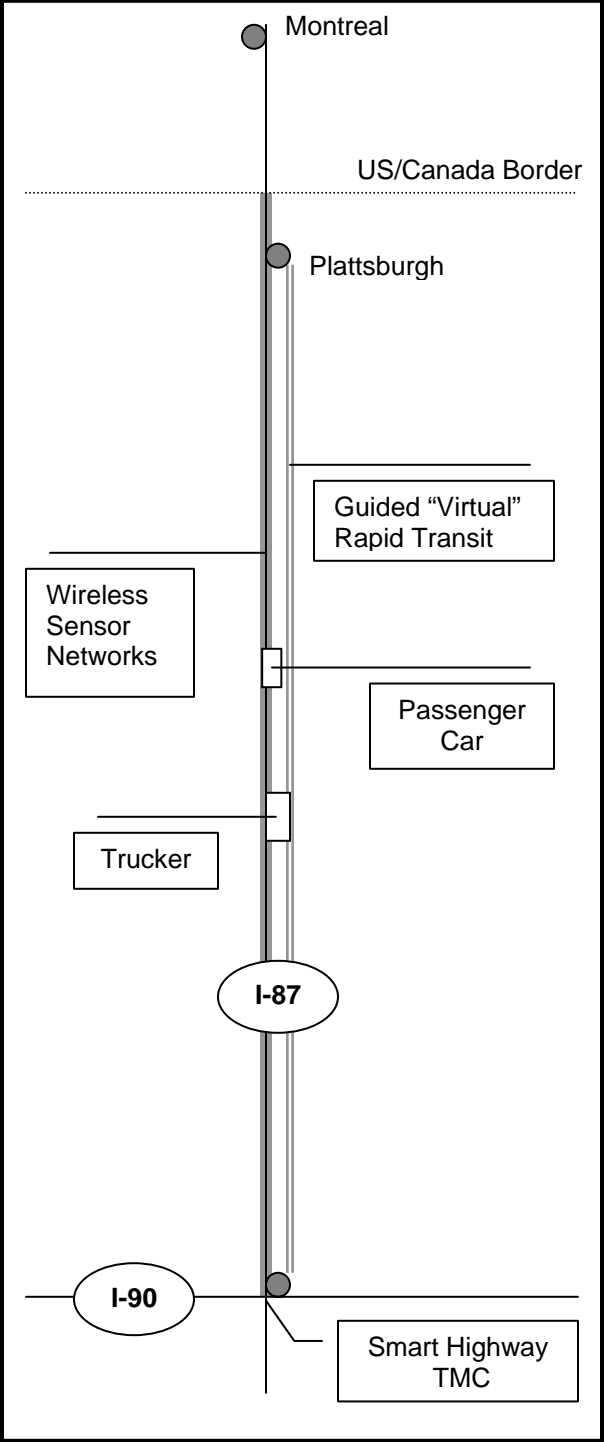 Montreal
US/Canada Border
Plattsburgh
Guided “Virtual”
Rapid Transit
Wireless
Sensor
Networks
Passenger
Car
Trucker
I-87
I-90
Smart Highway
TMC